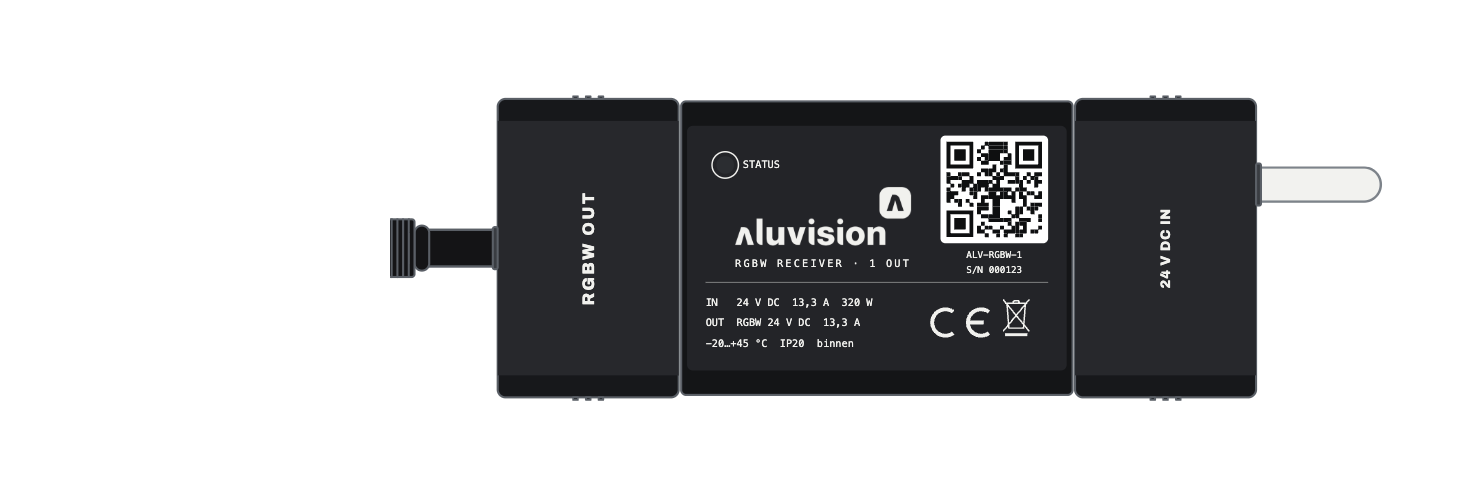 RGBW OUT
STATUS
aluvision
RGBW RECEIVER · 1 OUT
ALV-RGBW-1
S/N 000123
IN 24 V DC 13,3 A 320 W
OUT RGBW 24 V DC 13,3 A
−20…+45 °C IP20 binnen
CE
24 V DC IN